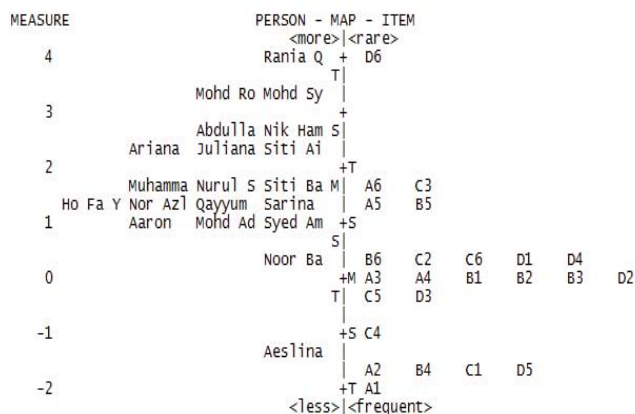 MEASURE PERSON - MAP - ITEM
<more>|<rare>
4 Rania Q + D6
T|
Mohd Ro Mohd Sy |
3 +
Abdulla Nik Ham S|
Ariana Juliana Siti Ai |
2 +T
Muhamma Nurul S Siti Ba M| A6 C3
Ho Fa Y Nor Azl Qayyum Sarina | A5 B5
1 Aaron Mohd Ad Syed Am +S
S|
Noor Ba | B6 C2 C6 D1 D4
0 +M A3 A4 B1 B2 B3 D2
T| C5 D3
|
-1 +S C4
Aeslina |
| A2 B4 C1 D5
-2 +T A1
<less>|<frequent>